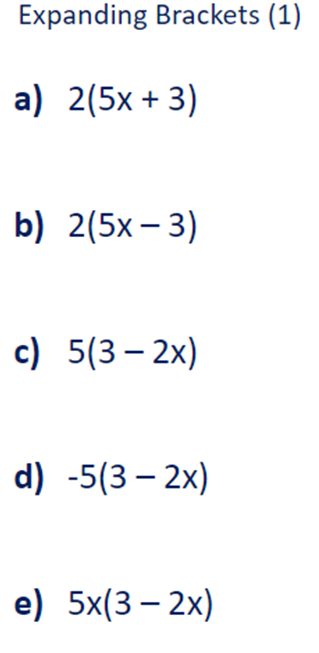 Expanding Brackets (1)
a) 2(5x + 3)
b) 2(5x – 3)
c) 5(3 – 2x)
d) -5(3 – 2x)
e) 5x(3 – 2x)